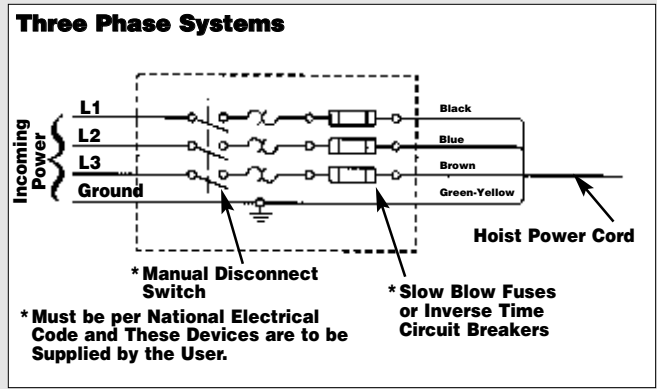 Three Phase Systems
Incoming
Power
L1
L2
L3
Ground
Black
Blue
Brown
Green-Yellow
Hoist Power Cord
* Manual Disconnect
Switch
* Slow Blow Fuses
or Inverse Time
Circuit Breakers
* Must be per National Electrical
Code and These Devices are to be
Supplied by the User.